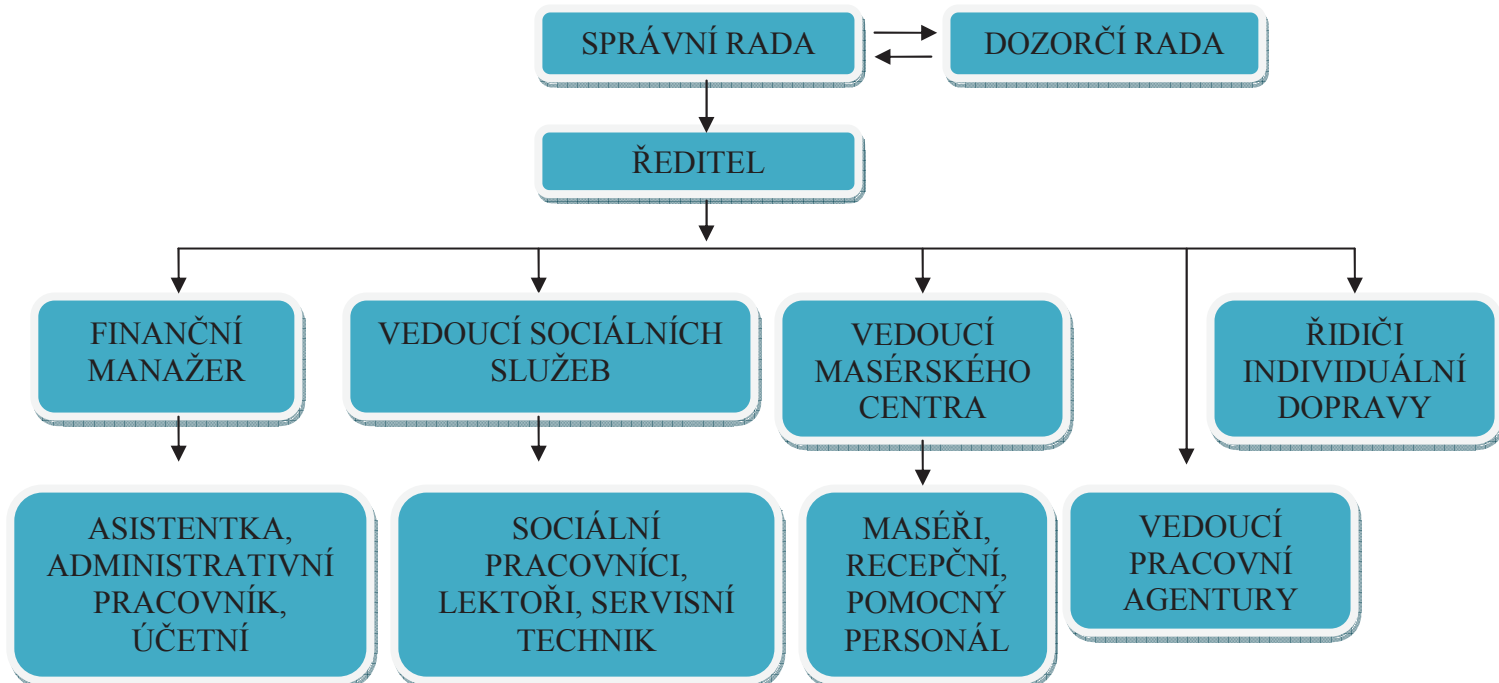 SPRÁVNÍ RADA
DOZORČÍ RADA
ŘEDITEL
FINANČNÍ
MANAŽER
VEDOUCÍ SOCIÁLNÍCH
SLUŽEB
VEDOUCÍ
MASÉRSKÉHO
CENTRA
ŘIDIČI
INDIVIDUÁLNÍ
DOPRAVY
ASISTENTKA,
ADMINISTRATIVNÍ
PRACOVNÍK,
ÚČETNÍ
SOCIÁLNÍ
PRACOVNÍCI,
LEKTOŘI, SERVISNÍ
TECHNIK
MASÉŘI,
RECEPČNÍ,
POMOCNÝ
PERSONÁL
VEDOUCÍ
PRACOVNÍ
AGENTURY